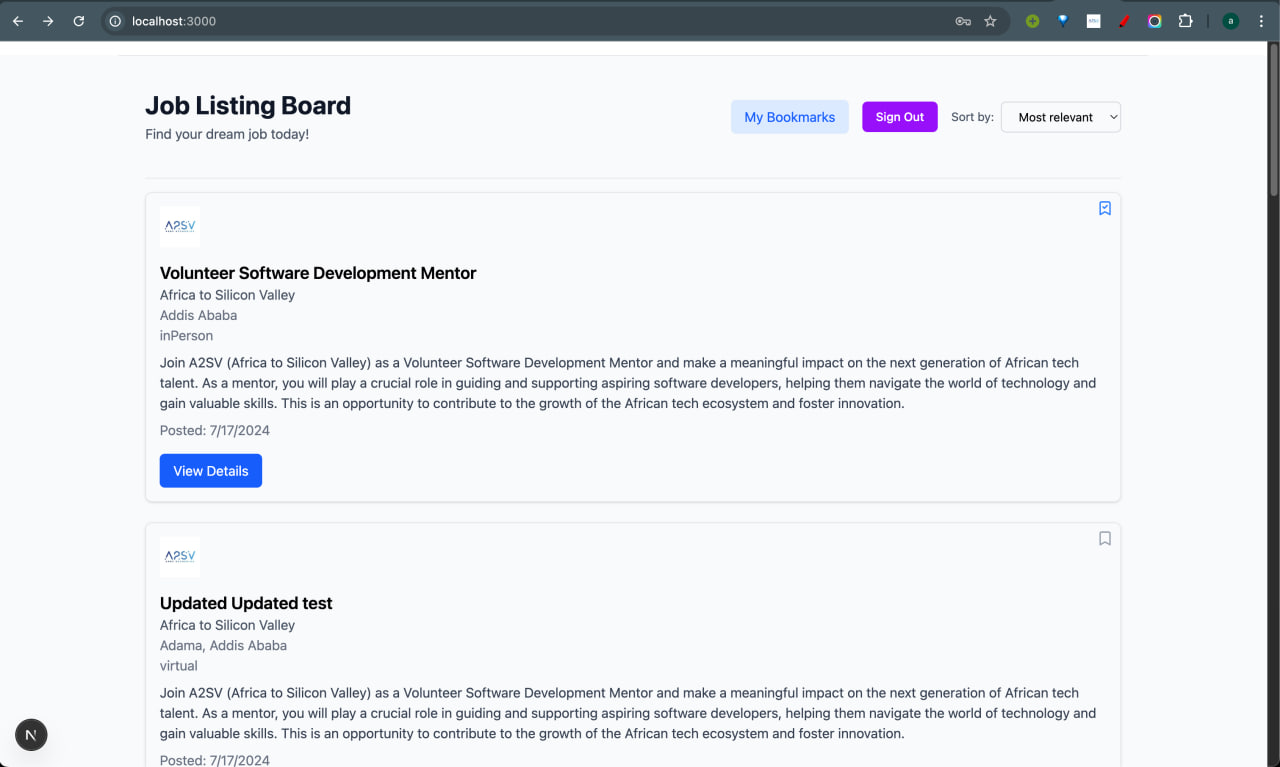 localhost:3000
a
Job Listing Board
Find your dream job today!
My Bookmarks
Sign Out
Sort by:
Most relevant
A2SV
Volunteer Software Development Mentor
Africa to Silicon Valley
Addis Ababa
inPerson
Join A2SV (Africa to Silicon Valley) as a Volunteer Software Development Mentor and make a meaningful impact on the next generation of African tech
talent. As a mentor, you will play a crucial role in guiding and supporting aspiring software developers, helping them navigate the world of technology and
gain valuable skills. This is an opportunity to contribute to the growth of the African tech ecosystem and foster innovation.
Posted: 7/17/2024
View Details
A2SV
Updated Updated test
Africa to Silicon Valley
Adama, Addis Ababa
virtual
Join A2SV (Africa to Silicon Valley) as a Volunteer Software Development Mentor and make a meaningful impact on the next generation of African tech
talent. As a mentor, you will play a crucial role in guiding and supporting aspiring software developers, helping them navigate the world of technology and
gain valuable skills. This is an opportunity to contribute to the growth of the African tech ecosystem and foster innovation.
Posted: 7/17/2024
N